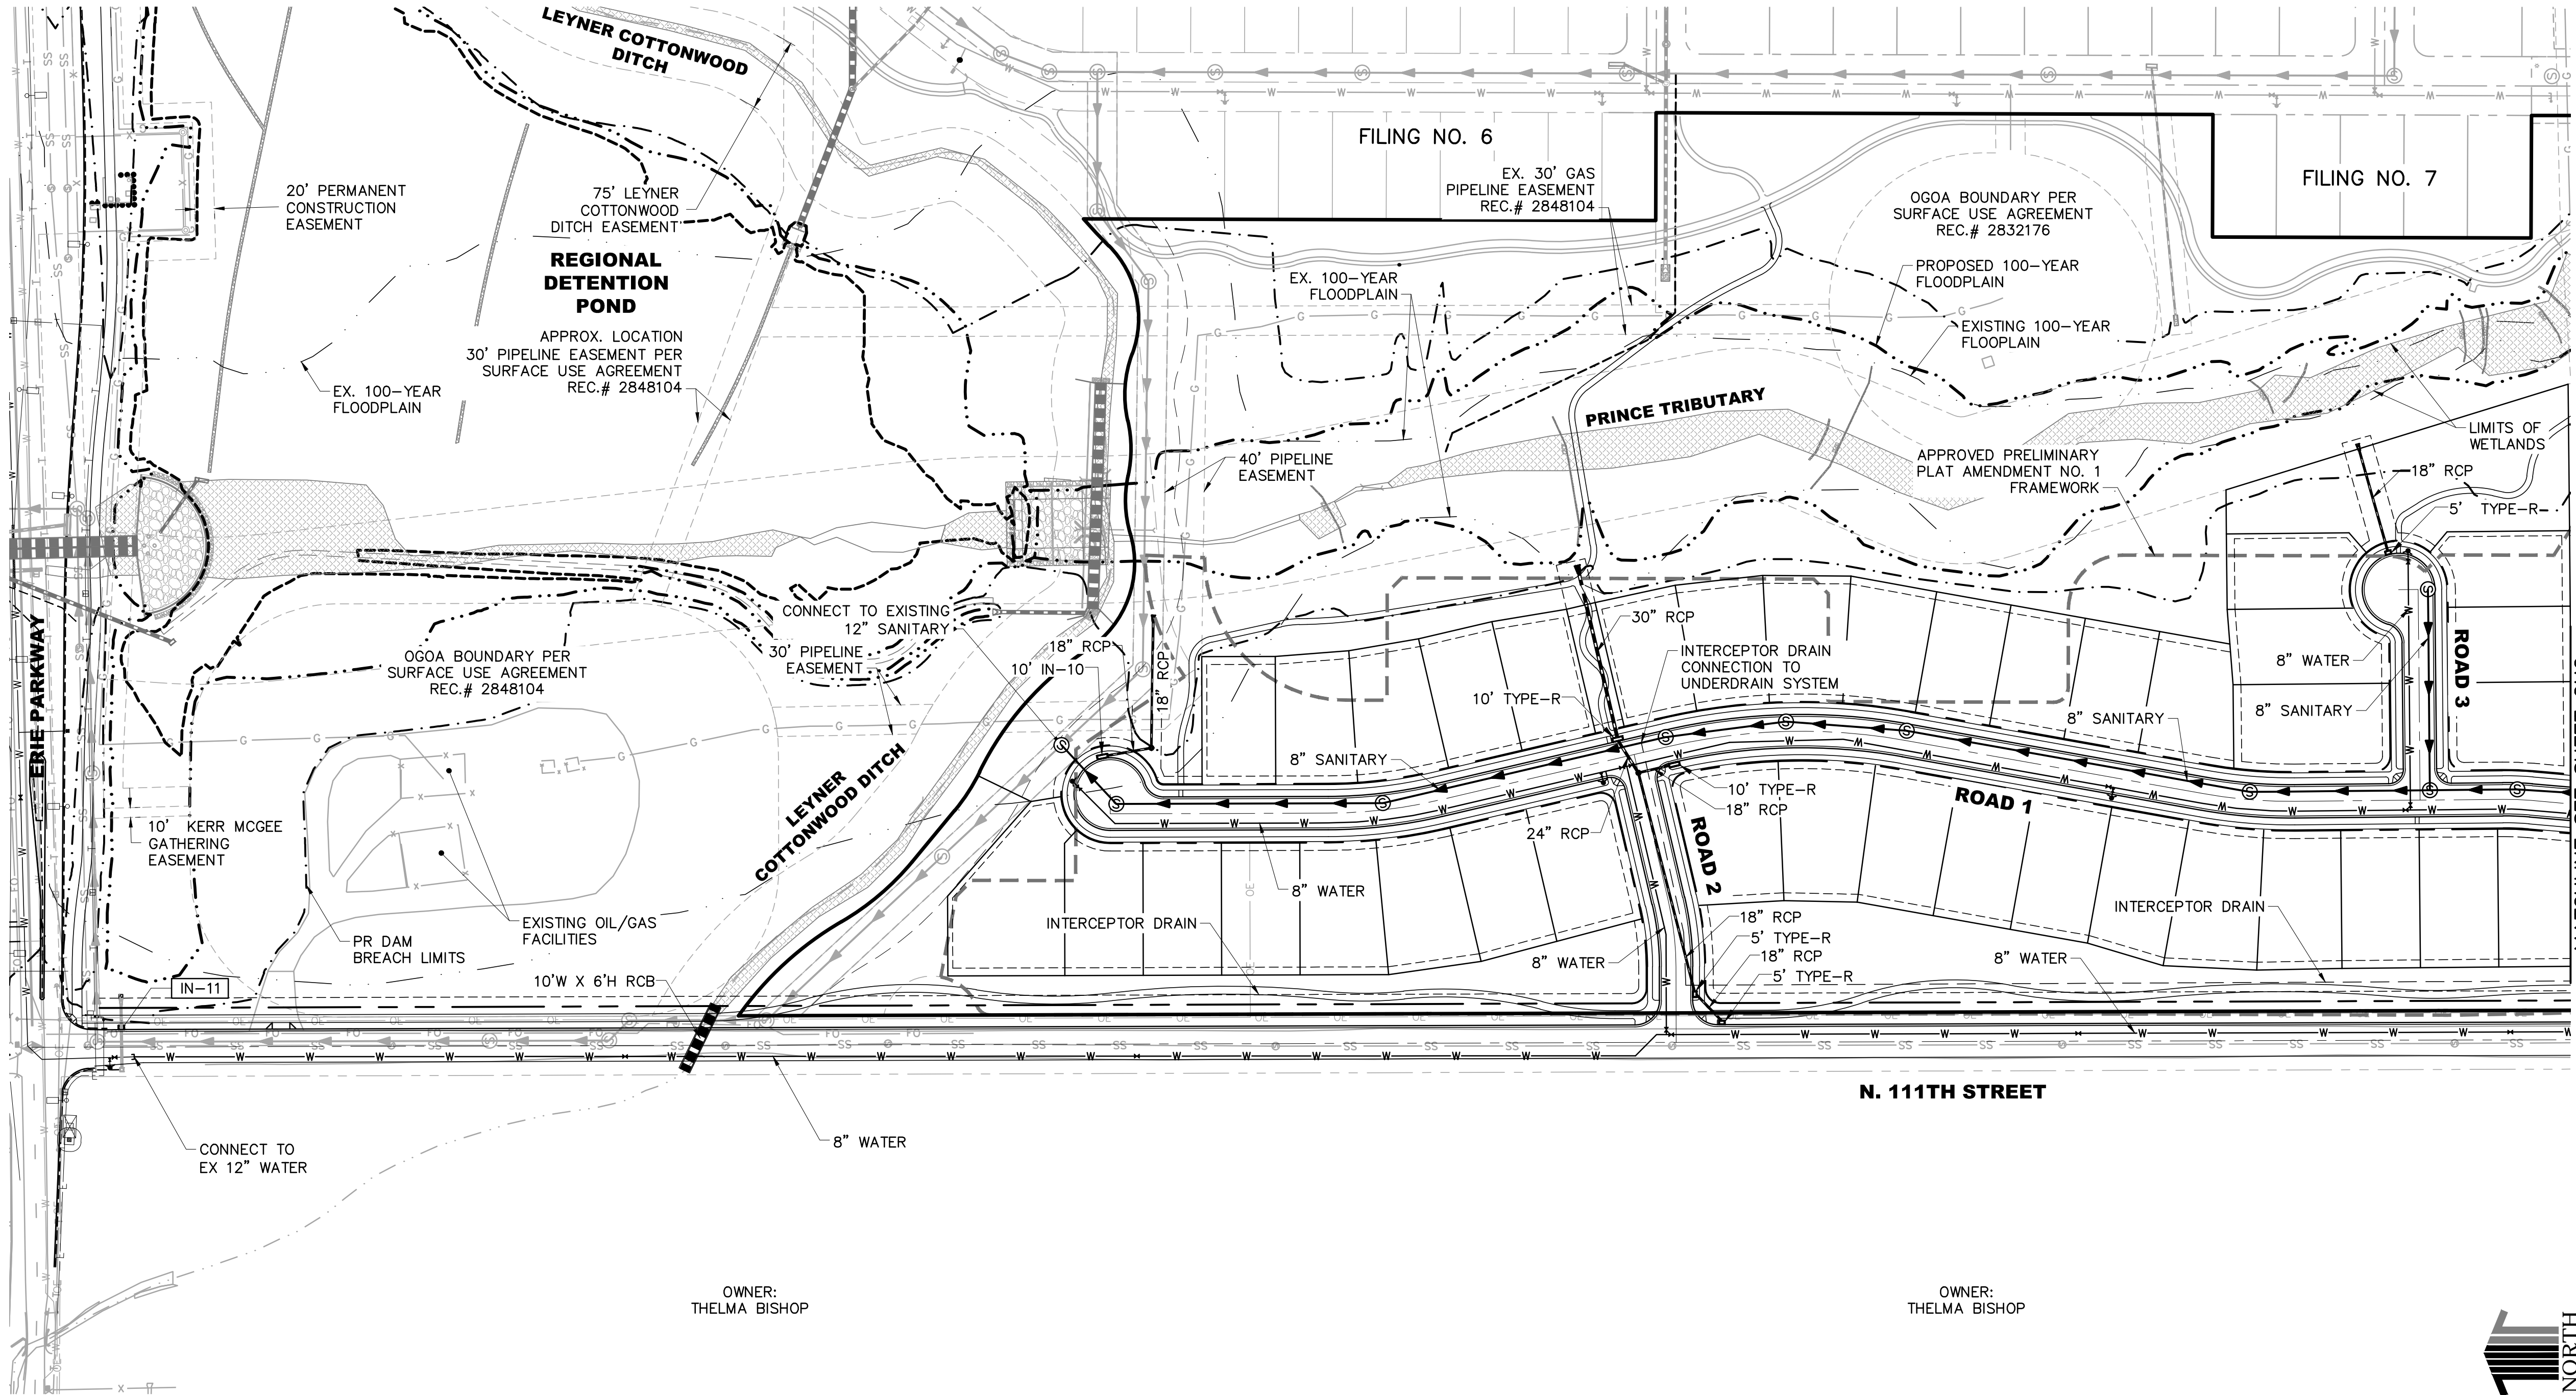 LEYNER COTTONWOOD
DITCH
FILING NO. 6
FILING NO. 7
20' PERMANENT
CONSTRUCTION
EASEMENT
75' LEYNER
COTTONWOOD
DITCH EASEMENT
EX. 30' GAS
PIPELINE EASEMENT
REC.# 2848104
OGOA BOUNDARY PER
SURFACE USE AGREEMENT
REC.# 2832176
REGIONAL
DETENTION
POND
EX. 100-YEAR
FLOODPLAIN
PROPOSED 100-YEAR
FLOODPLAIN
EXISTING 100-YEAR
FLOOPLAIN
APPROX. LOCATION
30' PIPELINE EASEMENT PER
SURFACE USE AGREEMENT
REC.# 2848104
EX. 100-YEAR
FLOODPLAIN
PRINCE TRIBUTARY
LIMITS OF
WETLANDS
40' PIPELINE
EASEMENT
APPROVED PRELIMINARY
PLAT AMENDMENT NO. 1
FRAMEWORK
18" RCP
5' TYPE-R
CONNECT TO EXISTING
12" SANITARY
30' PIPELINE
EASEMENT
18" RCP
10' IN-10
18" RCP
30" RCP
INTERCEPTOR DRAIN
CONNECTION TO
UNDERDRAIN SYSTEM
8" WATER
ROAD 3
ERIE PARKWAY
OGOA BOUNDARY PER
SURFACE USE AGREEMENT
REC.# 2848104
10' TYPE-R
8" SANITARY
8" SANITARY
8" SANITARY
LEYNER
COTTONWOOD DITCH
10' TYPE-R
18" RCP
ROAD 1
10' KERR MCGEE
GATHERING
EASEMENT
24" RCP
ROAD 2
8" WATER
EXISTING OIL/GAS
FACILITIES
INTERCEPTOR DRAIN
18" RCP
INTERCEPTOR DRAIN
PR DAM
BREACH LIMITS
5' TYPE-R
18" RCP
8" WATER
8" WATER
5' TYPE-R
IN-11
10'W X 6'H RCB
N. 111TH STREET
CONNECT TO
EX 12" WATER
8" WATER
OWNER:
THELMA BISHOP
OWNER:
THELMA BISHOP
NORTH